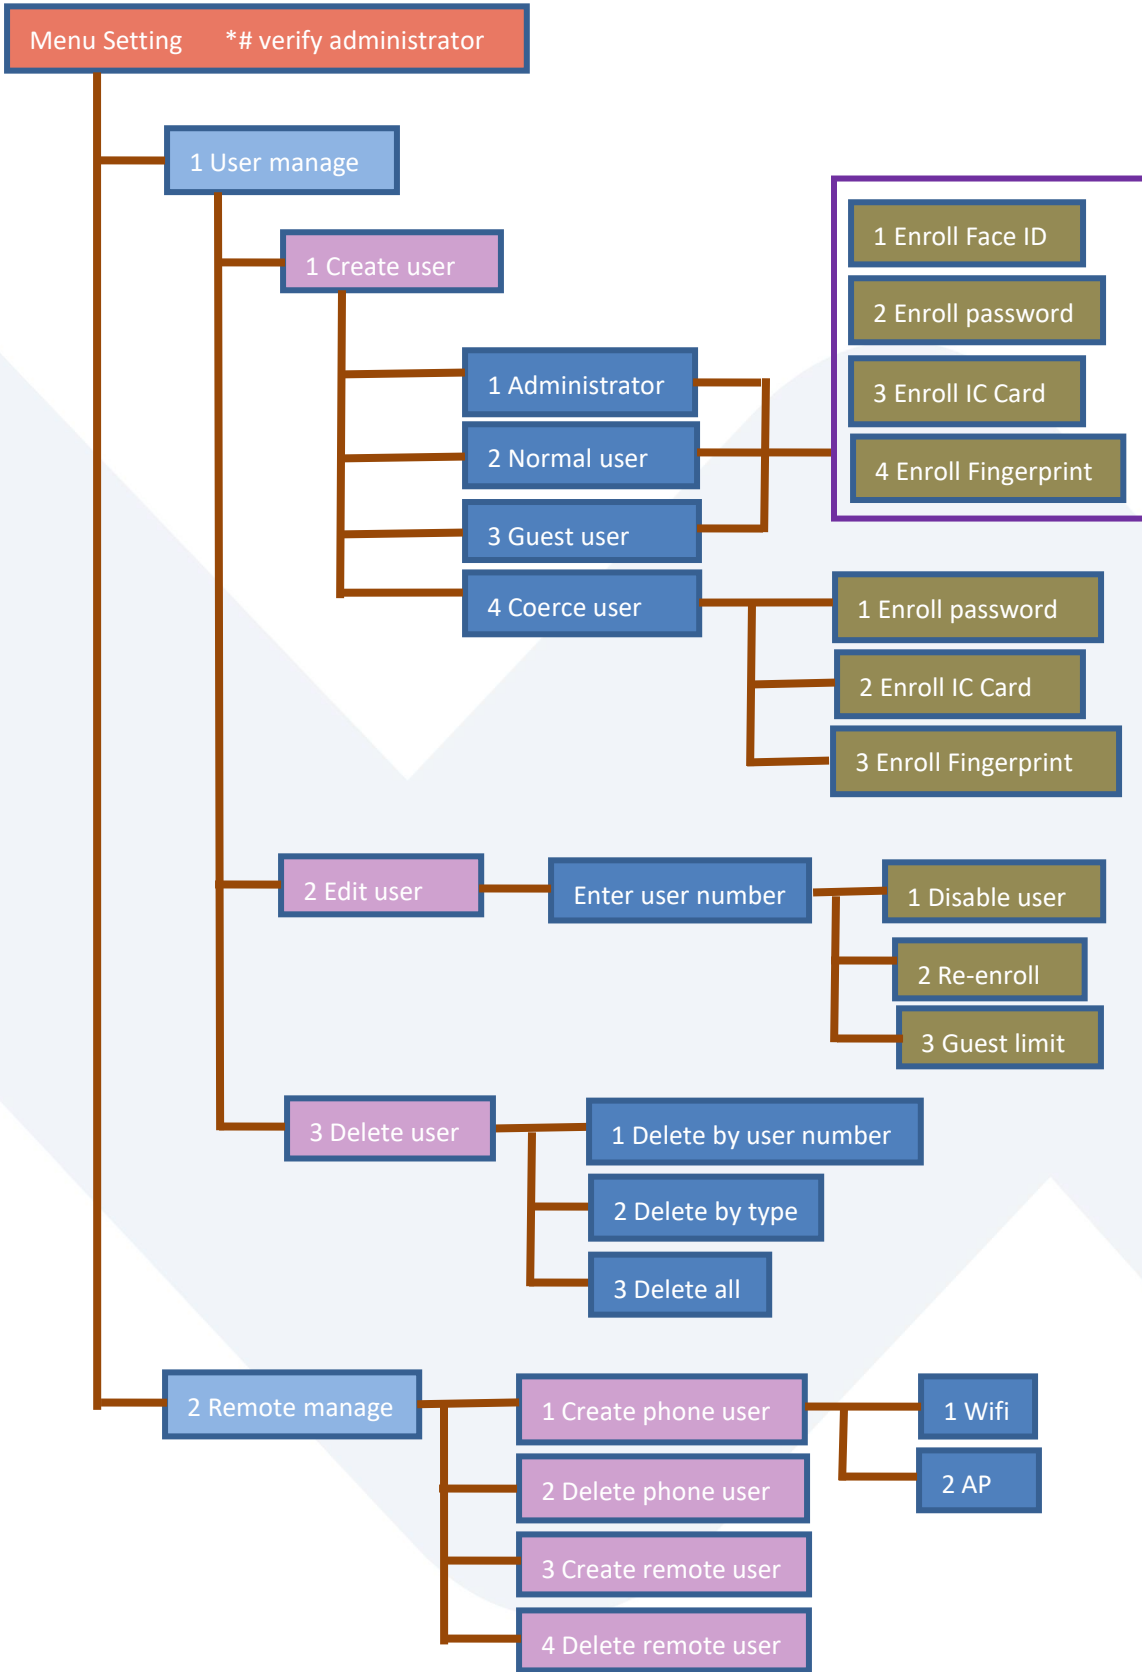 Menu Setting *# verify administrator
1 User manage
1 Create user
1 Administrator
2 Normal user
3 Guest user
4 Coerce user
1 Enroll Face ID
2 Enroll password
3 Enroll IC Card
4 Enroll Fingerprint
1 Enroll password
2 Enroll IC Card
3 Enroll Fingerprint
2 Edit user
Enter user number
1 Disable user
2 Re-enroll
3 Guest limit
3 Delete user
1 Delete by user number
2 Delete by type
3 Delete all
2 Remote manage
1 Create phone user
1 Wifi
2 AP
2 Delete phone user
3 Create remote user
4 Delete remote user